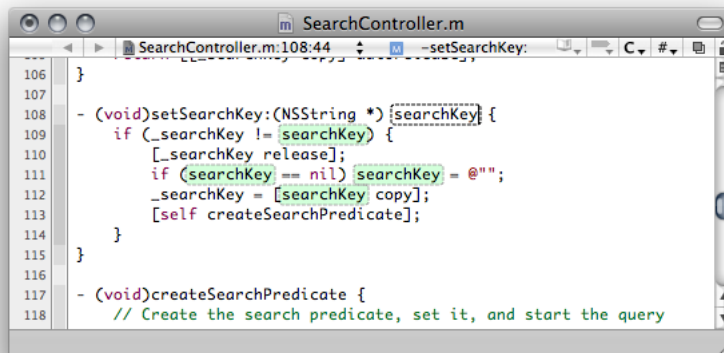 SearchController.m
SearchController.m:108:44 -setSearchKey: C #
106 }
107
108 - (void)setSearchKey:(NSString *) searchKey {
109 if (_searchKey != searchKey) {
110 [_searchKey release];
111 if (searchKey == nil) searchKey = @"";
112 _searchKey = [searchKey copy];
113 [self createSearchPredicate];
114 }
115 }
116
117 - (void)createSearchPredicate {
118 // Create the search predicate, set it, and start the query